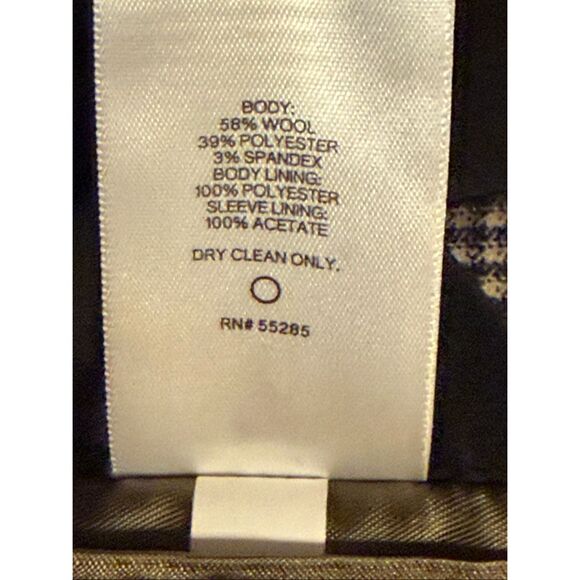 BODY:
58% WOOL
39% POLYESTER
3% SPANDEX
BODY LINING:
100% POLYESTER
SLEEVE LINING:
100% ACETATE
DRY CLEAN ONLY.
RN# 55285